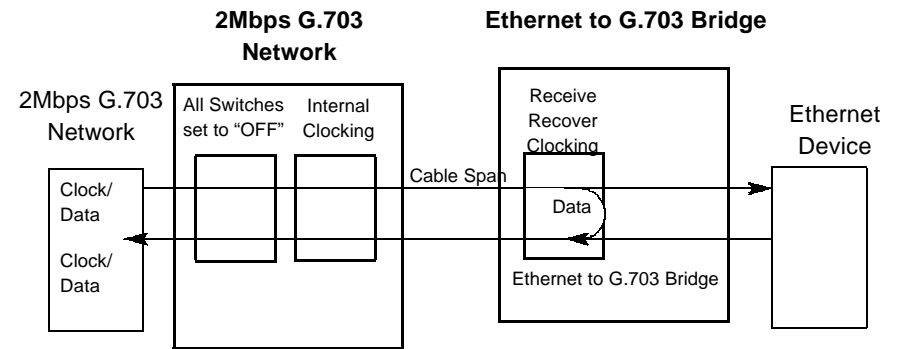 2Mbps G.703
Network
Ethernet to G.703 Bridge
2Mbps G.703
Network
All Switches
set to “OFF”
Internal
Clocking
Receive
Recover
Clocking
Ethernet
Device
Cable Span
Clock/
Data
Data
Clock/
Data
Ethernet to G.703 Bridge